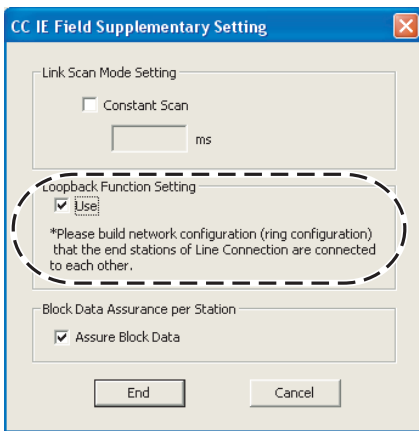 CC IE Field Supplementary Setting
Link Scan Mode Setting
Constant Scan
ms
Loopback Function Setting
Use
*Please build network configuration (ring configuration)
that the end stations of Line Connection are connected
to each other.
Block Data Assurance per Station
Assure Block Data
End Cancel